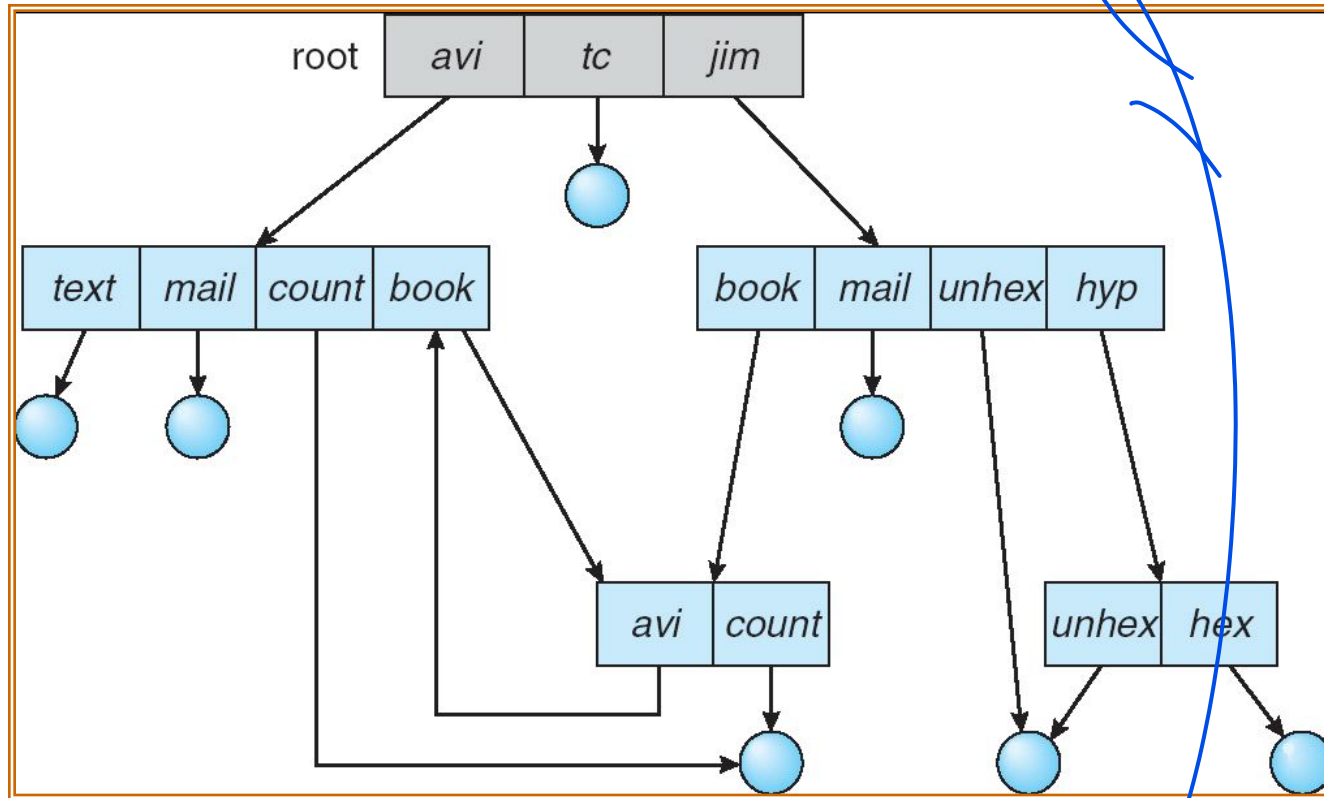 root avi tc jim
text mail count book book mail unhex hyp
avi count unhex hex